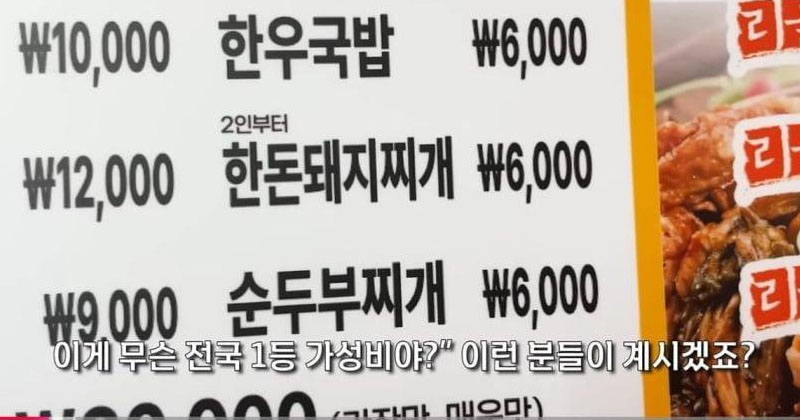 ₩10,000 한우국밥 ₩6,000
2인부터
₩12,000 한돈돼지찌개 ₩6,000
₩9,000 순두부찌개 ₩6,000
이게 무슨 전국 1등 가성비야?" 이런 분들이 계시겠죠?